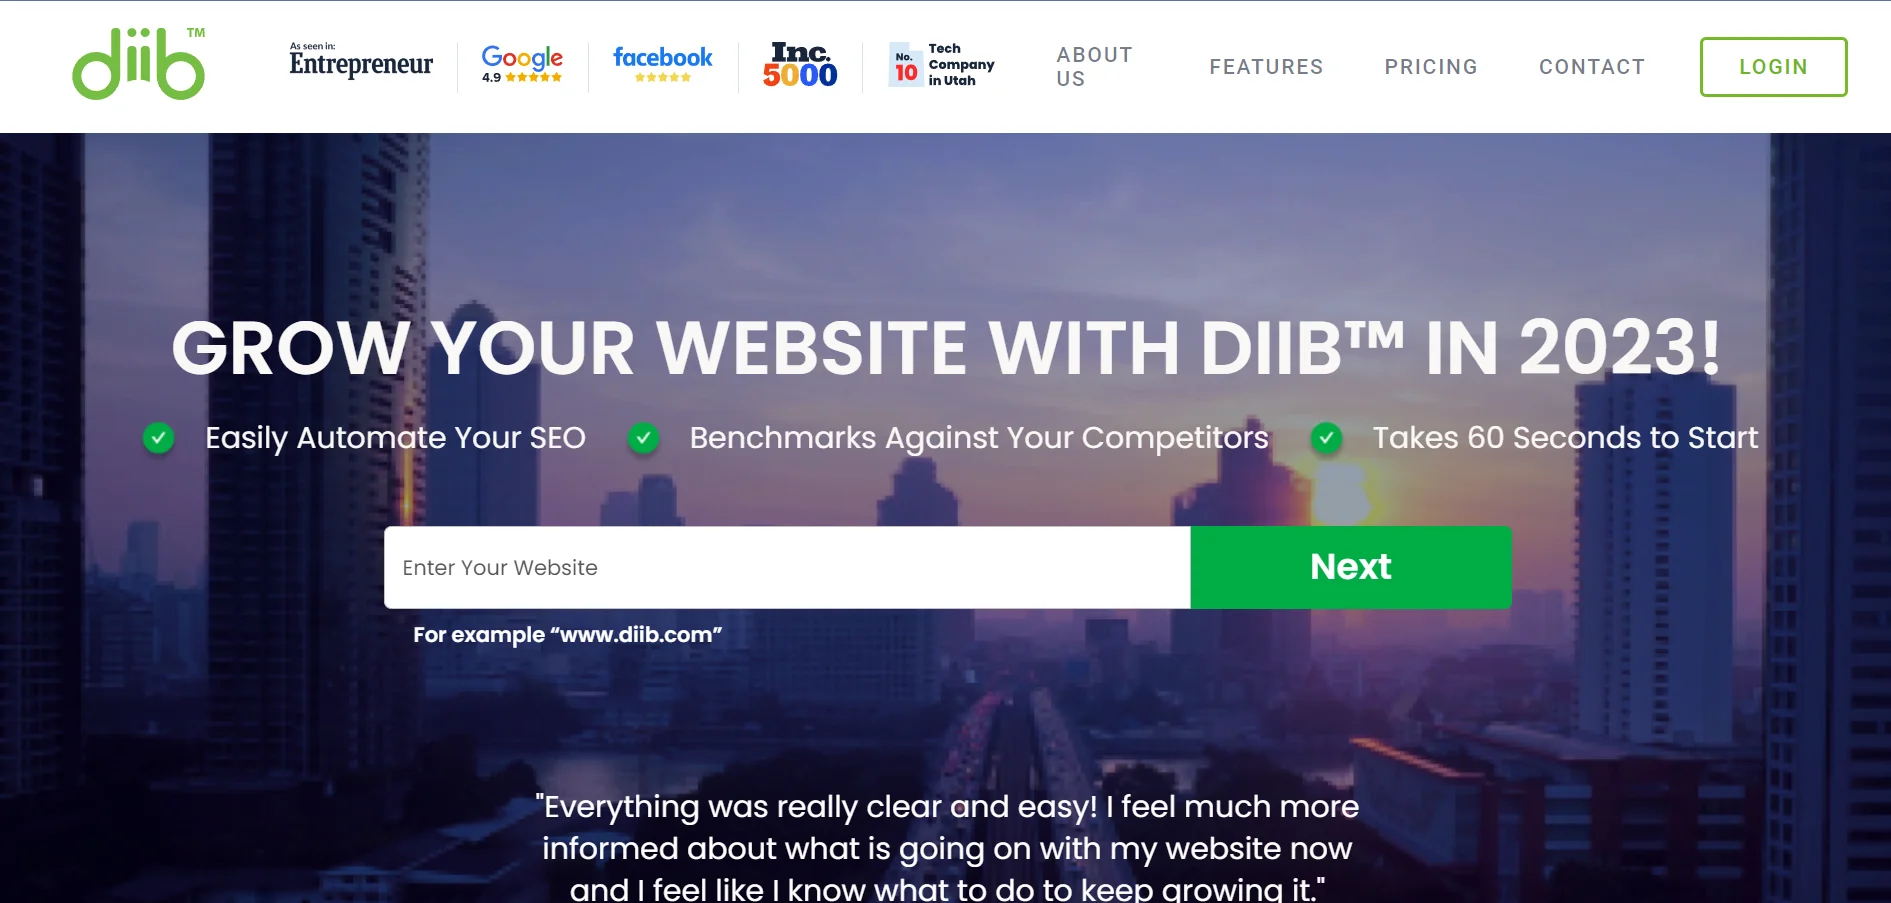 diib™
As seen in:
Entrepreneur
Google
4.9
facebook
Inc.
5000
No.
10
Tech
Company
in Utah
ABOUT
US
FEATURES
PRICING
CONTACT
LOGIN
GROW YOUR WEBSITE WITH DIIB™ IN 2023!
Easily Automate Your SEO
Benchmarks Against Your Competitors
Takes 60 Seconds to Start
Enter Your Website
Next
For example “www.diib.com”
"Everything was really clear and easy! I feel much more
informed about what is going on with my website now
and I feel like I know what to do to keep growing it."